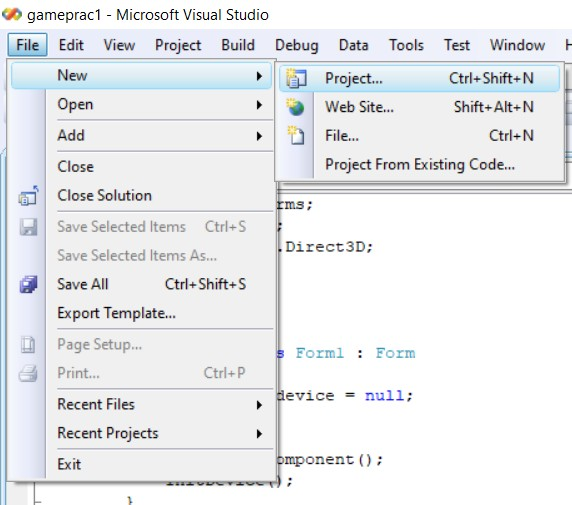 gameprac1 - Microsoft Visual Studio
File Edit View Project Build Debug Data Tools Test Window H
New
Project... Ctrl+Shift+N
Open
Web Site... Shift+Alt+N
Add
File... Ctrl+N
Close
Project From Existing Code...
Close Solution
rms;
Save Selected Items Ctrl+S
;
Save Selected Items As...
.Direct3D;
Save All Ctrl+Shift+S
Export Template...
Page Setup...
s Form1 : Form
Print... Ctrl+P
device = null;
Recent Files
Recent Projects
Exit
omponent();
();
}